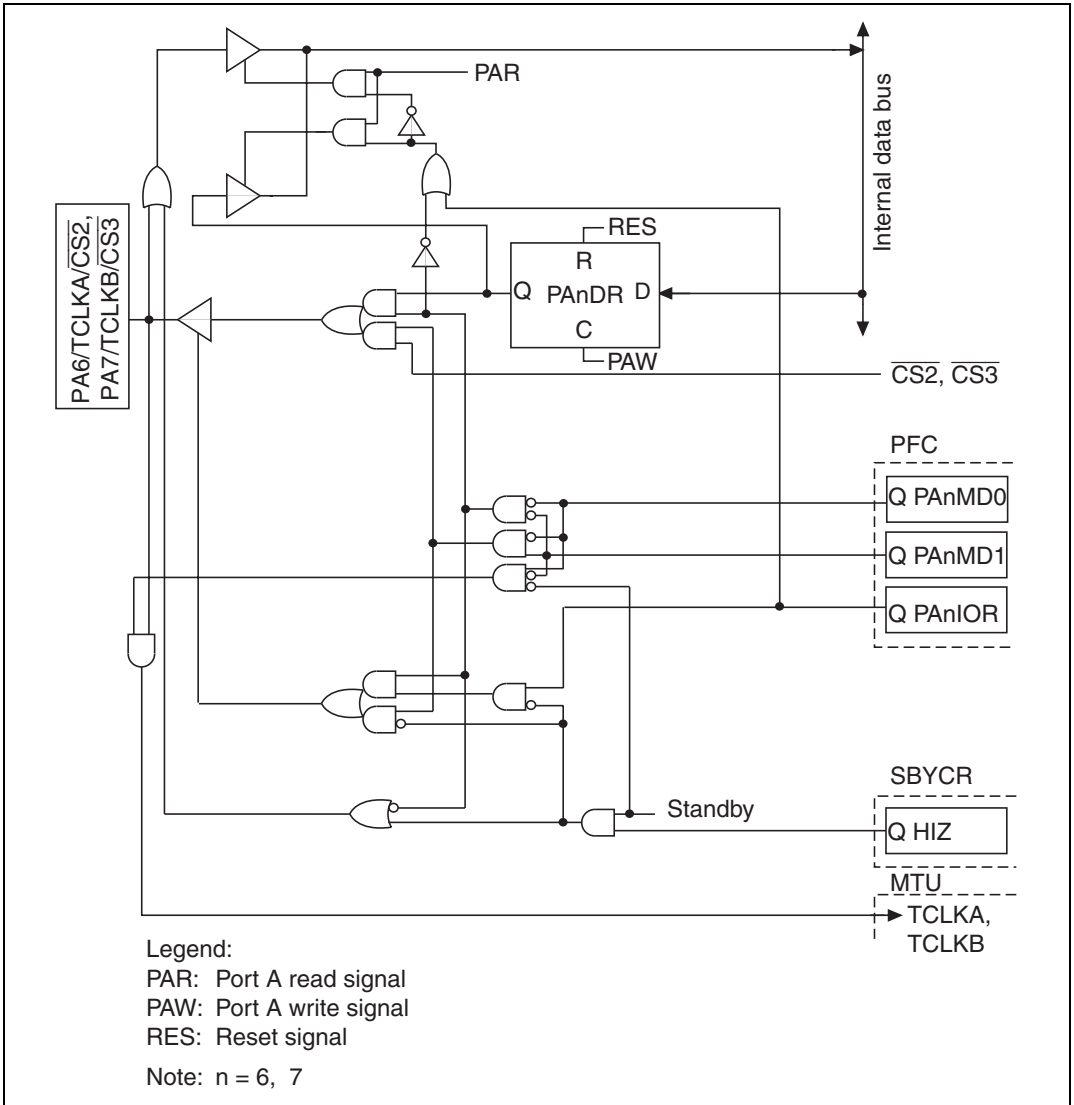 PAR
Internal data bus
PA6/TCLKA/CS2,
PA7/TCLKB/CS3
RES
R
Q PAnDR D
C
PAW
CS2, CS3
PFC
Q PAnMD0
Q PAnMD1
Q PAnIOR
SBYCR
Standby
Q HIZ
MTU
TCLKA,
TCLKB
Legend:
PAR: Port A read signal
PAW: Port A write signal
RES: Reset signal
Note: n = 6, 7